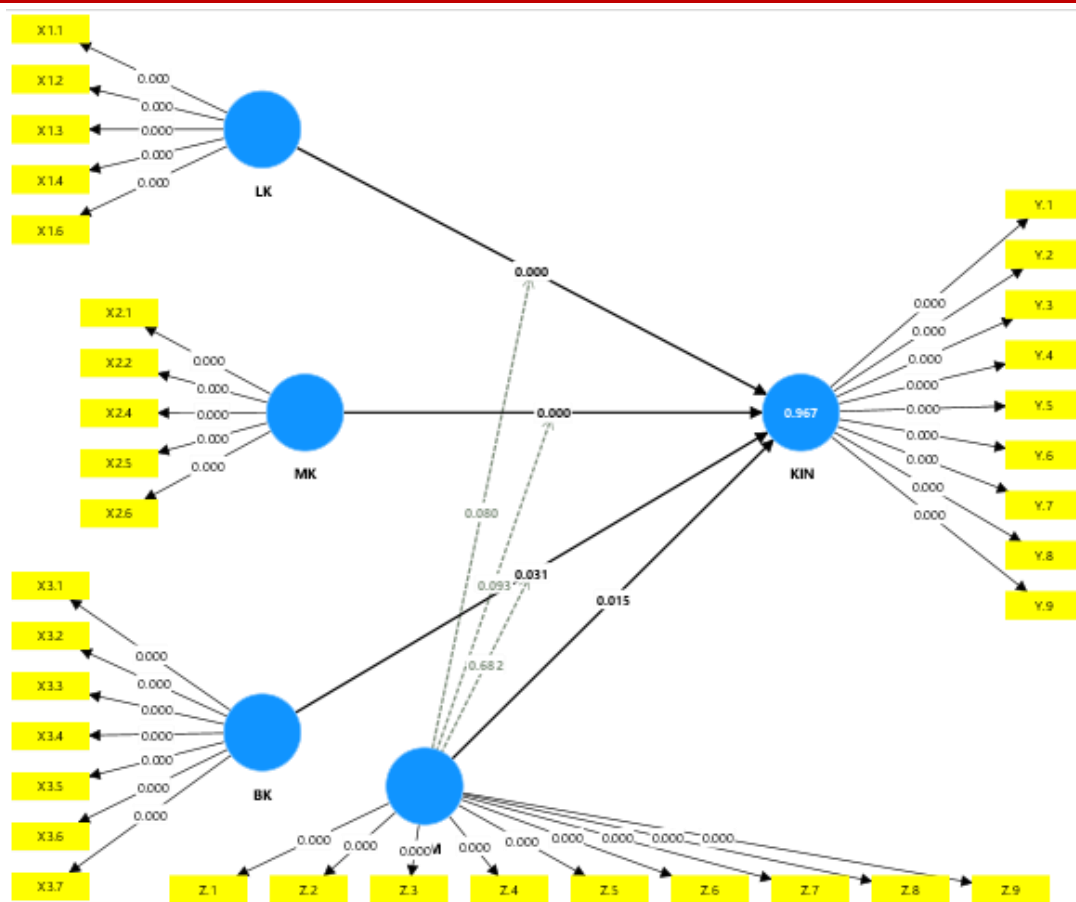 X1.1
X1.2
X1.3
X1.4
X1.6
0.000
0.000
0.000
0.000
0.000
LK
X2.1
X2.2
X2.4
X2.5
X2.6
0.000
0.000
0.000
0.000
0.000
MK
X3.1
X3.2
X3.3
X3.4
X3.5
X3.6
X3.7
0.000
0.000
0.000
0.000
0.000
0.000
0.000
BK
0.000
0.000
0.031
0.015
0.080
0.093
0.682
0.967
KIN
0.000
0.000
0.000
0.000
0.000
0.000
0.000
0.000
0.000
Y.1
Y.2
Y.3
Y.4
Y.5
Y.6
Y.7
Y.8
Y.9
0.000
0.000
0.000
0.000
0.000
0.000
0.000
0.000
0.000
Z.1
Z.2
Z.3
Z.4
Z.5
Z.6
Z.7
Z.8
Z.9